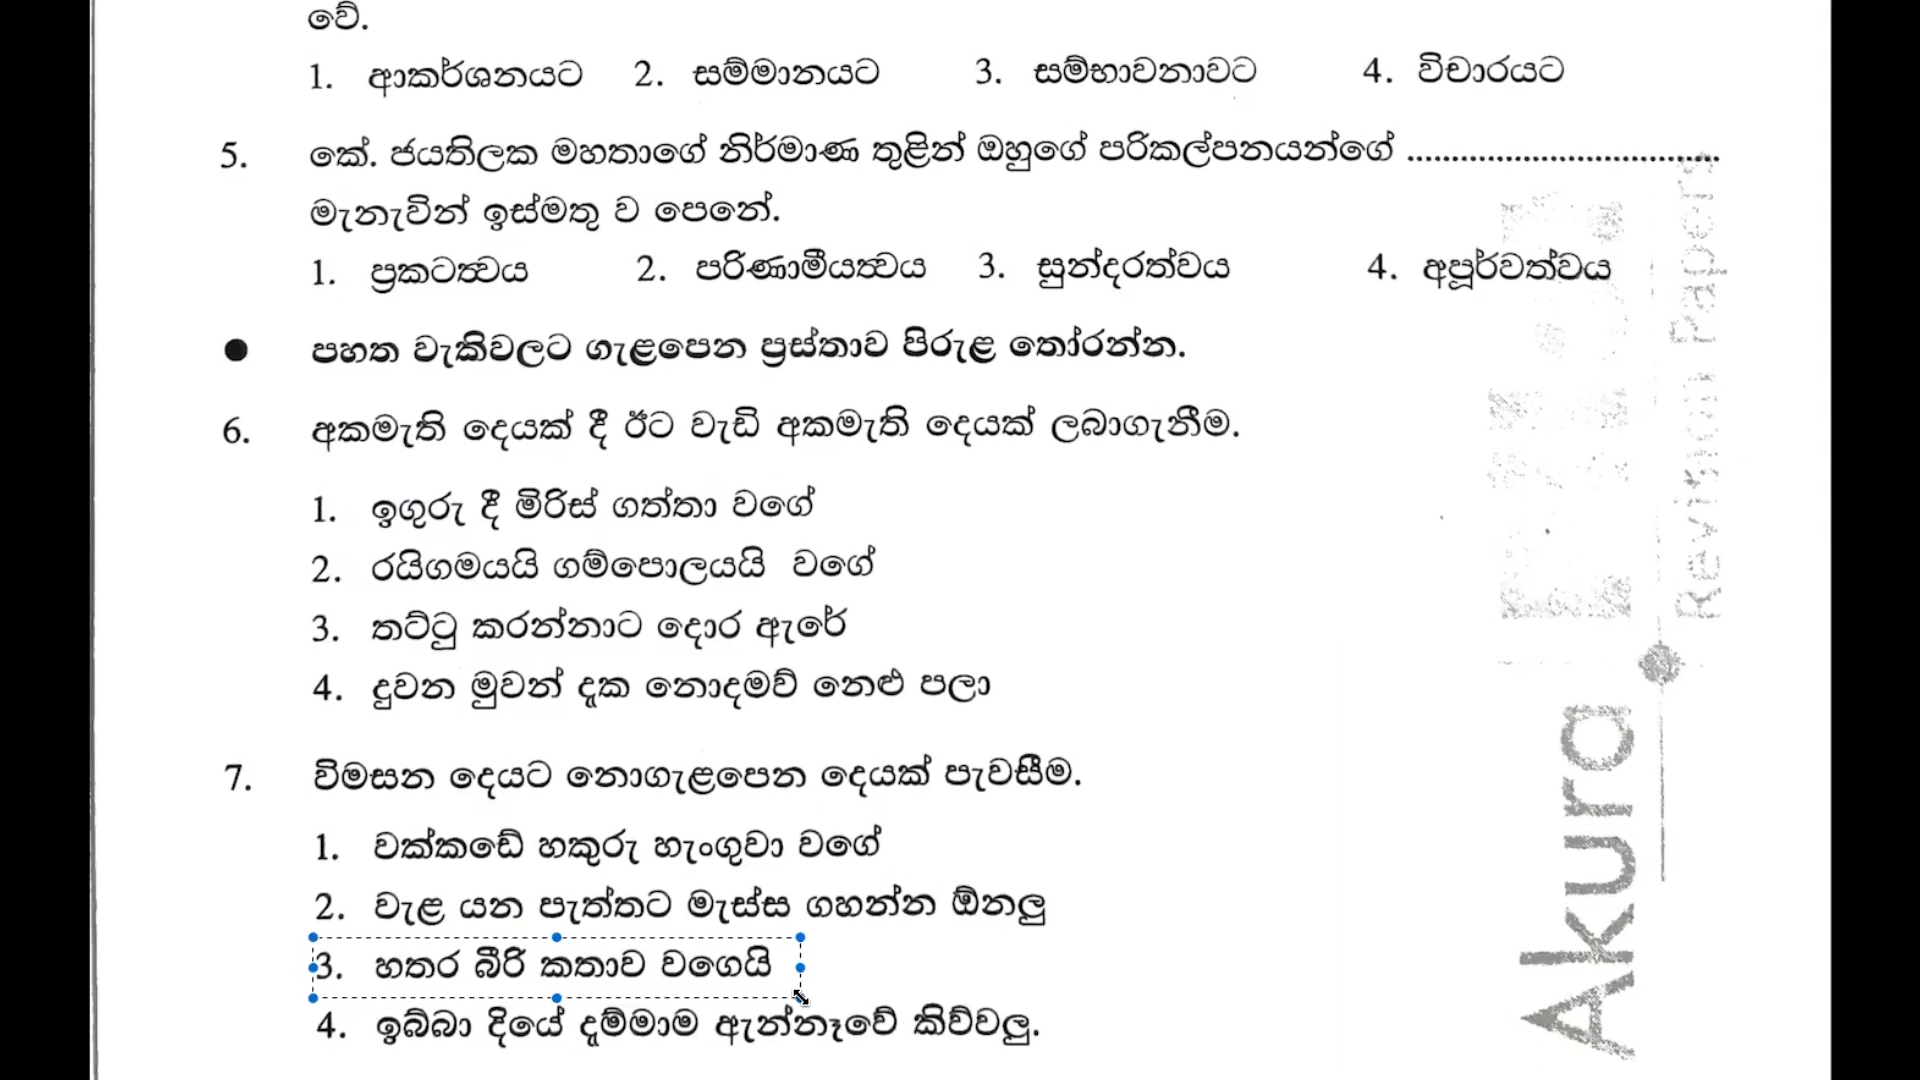 වේ.
1. ආකර්ශනයට 2. සම්මානයට 3. සම්භාවනාවට 4. විචාරයට
5. කේ. ජයතිලක මහතාගේ නිර්මාණ තුළින් ඔහුගේ පරිකල්පනයන්ගේ ....................................
මැනැවින් ඉස්මතු ව පෙනේ.
1. ප්‍රකටත්‍වය 2. පරිණාමීයත්‍වය 3. සුන්දරත්වය 4. අපූර්වත්වය
● පහත වැකිවලට ගැළපෙන ප්‍රස්තාව පිරුළ තෝරන්න.
6. අකමැති දෙයක් දී ඊට වැඩි අකමැති දෙයක් ලබාගැනීම.
1. ඉගුරු දී මිරිස් ගත්තා වගේ
2. රයිගමයයි ගම්පොලයයි වගේ
3. තට්ටු කරන්නාට දොර ඇරේ
4. දුවන මුවන් දැක නොදමව් නෙළු පලා
7. විමසන දෙයට නොගැළපෙන දෙයක් පැවසීම.
1. වක්කඩේ හකුරු හැංගුවා වගේ
2. වැළ යන පැත්තට මැස්ස ගහන්න ඕනලු
3. හතර බීරි කතාව වගෙයි
4. ඉබ්බා දියේ දැම්මාම ඇන්නෑවේ කිව්වලු.
Akura
Revision Papers